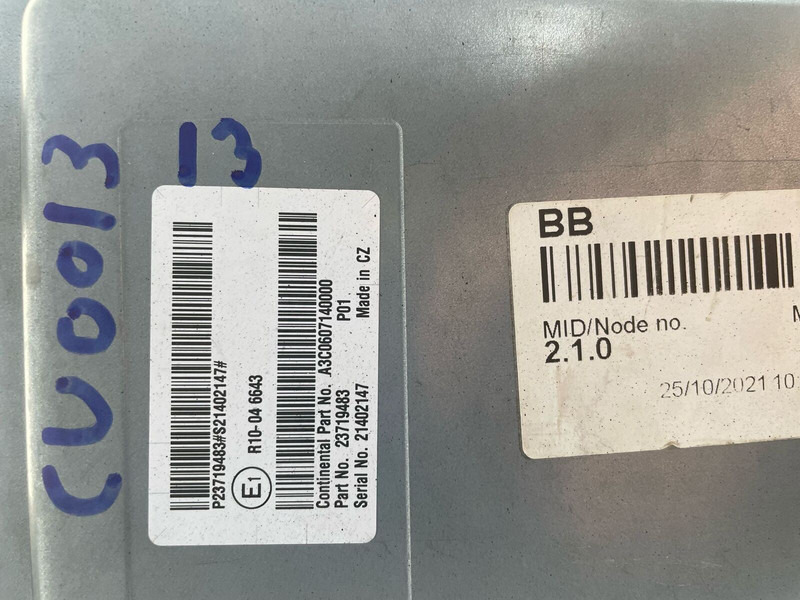 CV0013
13
P23719483#S21402147#
E1 R10- 04 6643
Continental Part No. A3C0607140000
Part No. 23719483 P01
Serial No. 21402147 Made in CZ
BB
MID/Node no. M
2.1.0
25/10/2021 10: